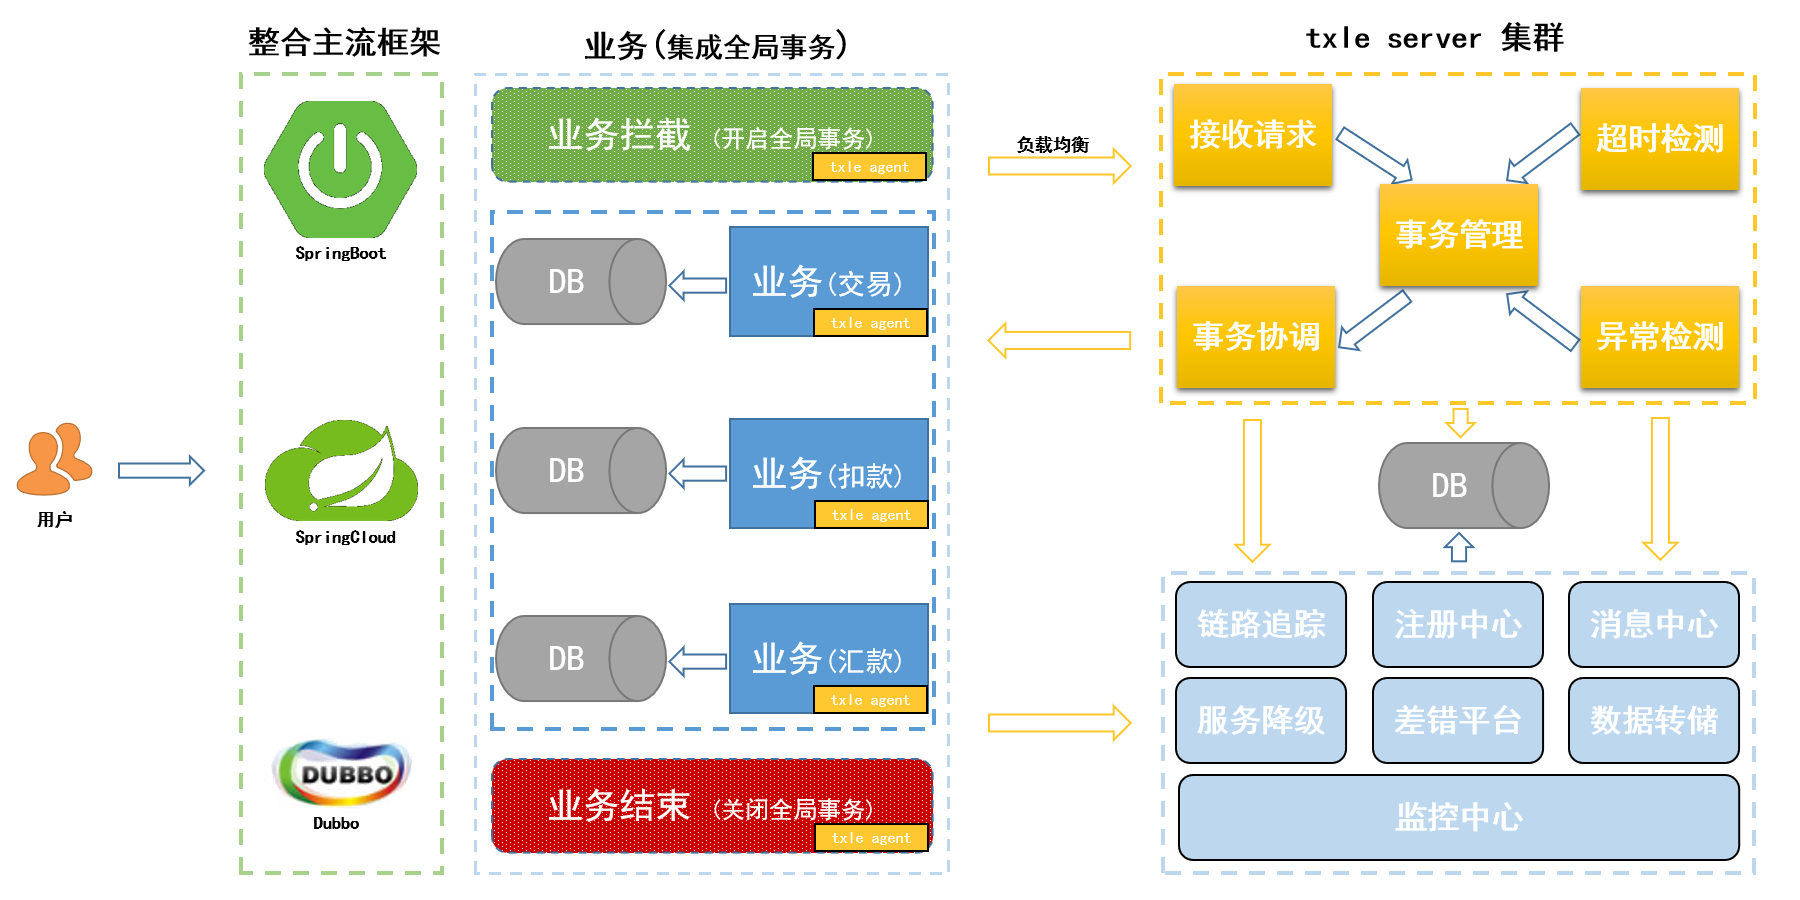 整合主流框架
业务(集成全局事务)
txle server 集群
SpringBoot
SpringCloud
DUBBO
Dubbo
用户
业务拦截 (开启全局事务)
txle agent
DB
业务(交易)
txle agent
DB
业务(扣款)
txle agent
DB
业务(汇款)
txle agent
业务结束 (关闭全局事务)
txle agent
负载均衡
接收请求
超时检测
事务管理
事务协调
异常检测
DB
链路追踪
注册中心
消息中心
服务降级
差错平台
数据转储
监控中心